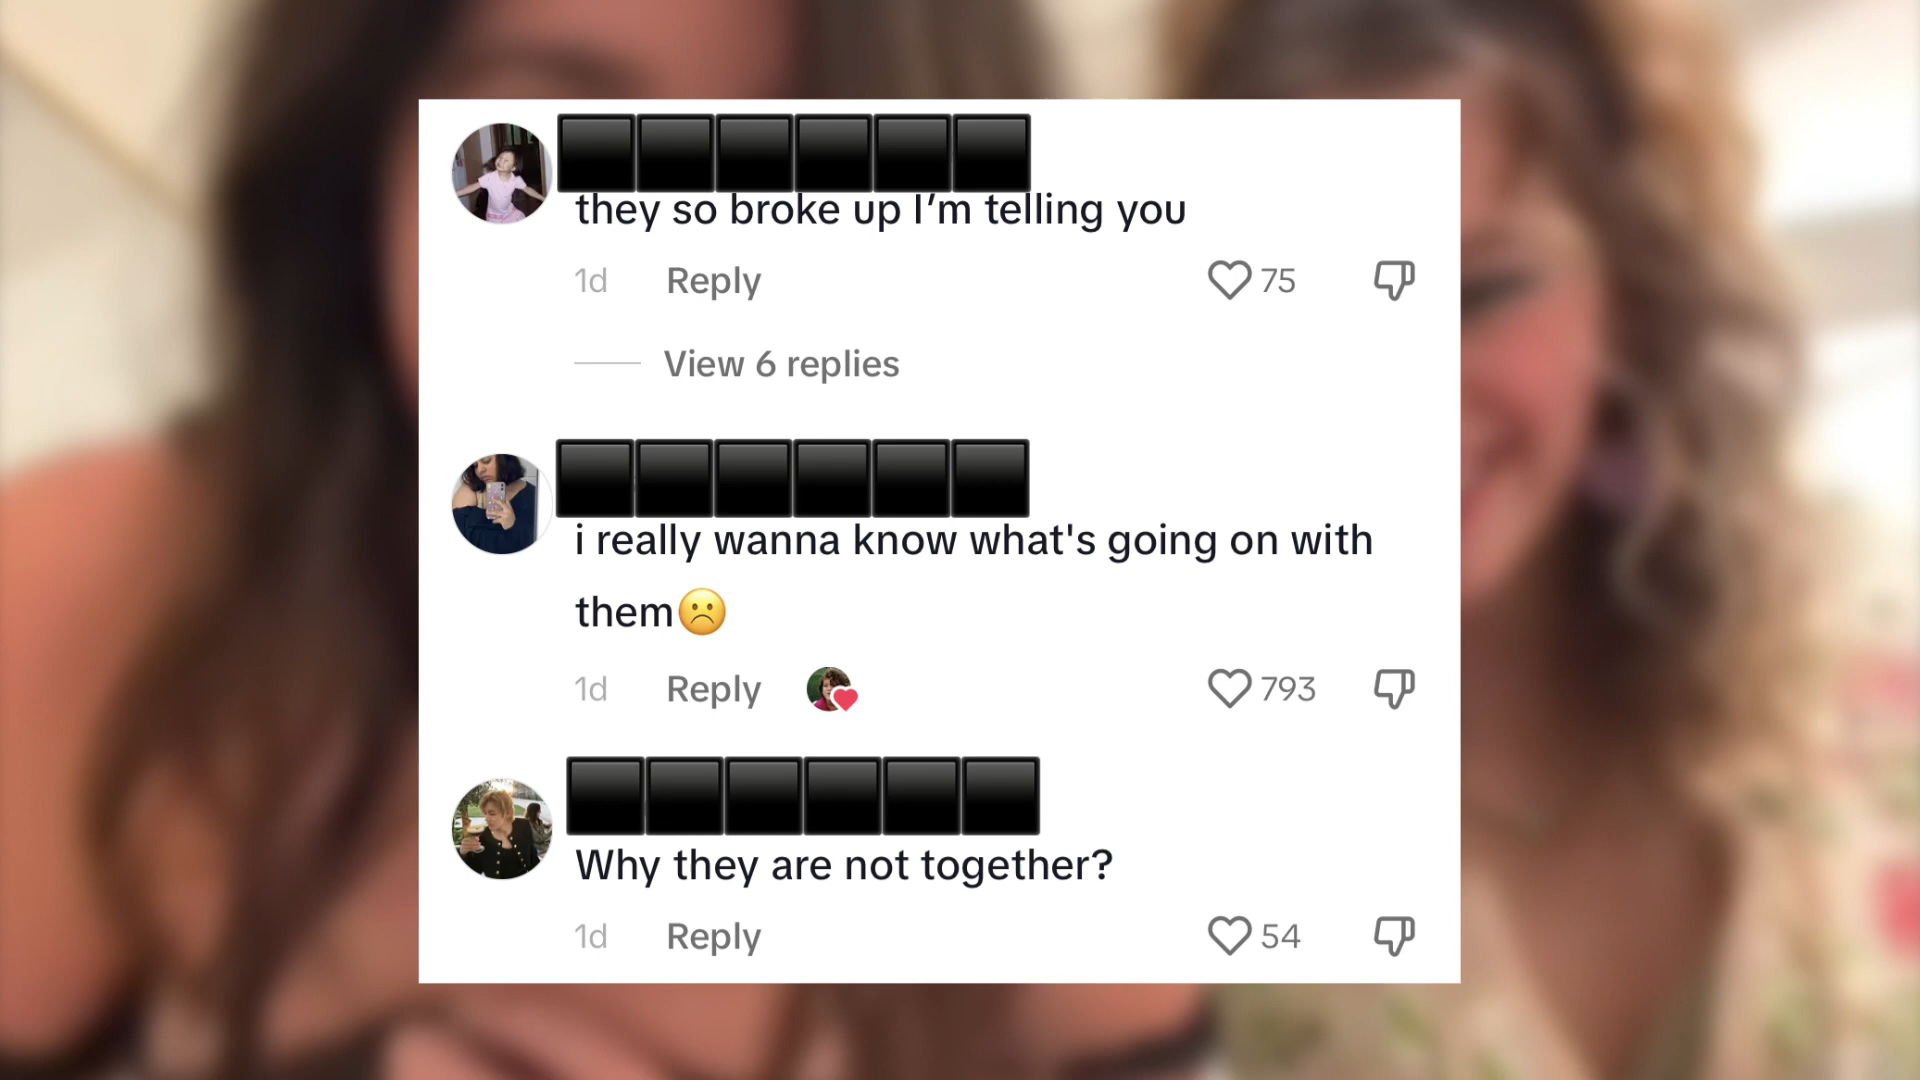 they so broke up I’m telling you
1d Reply 75
View 6 replies
i really wanna know what's going on with
them☹️
1d Reply 793
Why they are not together?
1d Reply 54